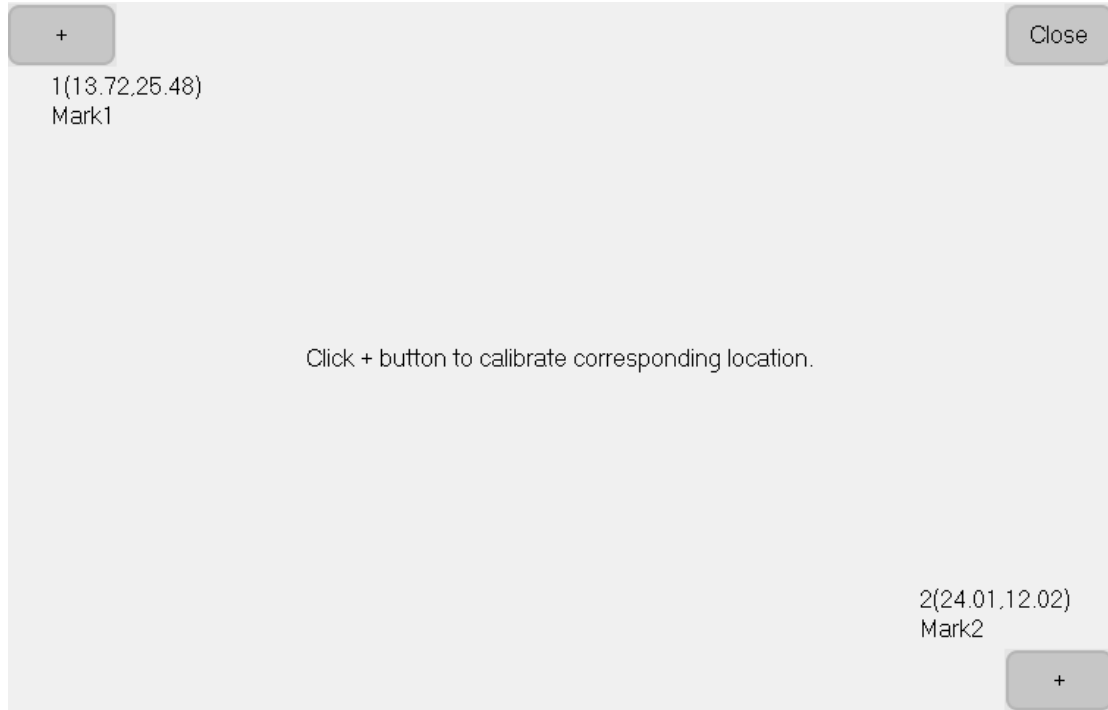 +
Close
1(13.72,25.48)
Mark1
Click + button to calibrate corresponding location.
2(24.01,12.02)
Mark2
+